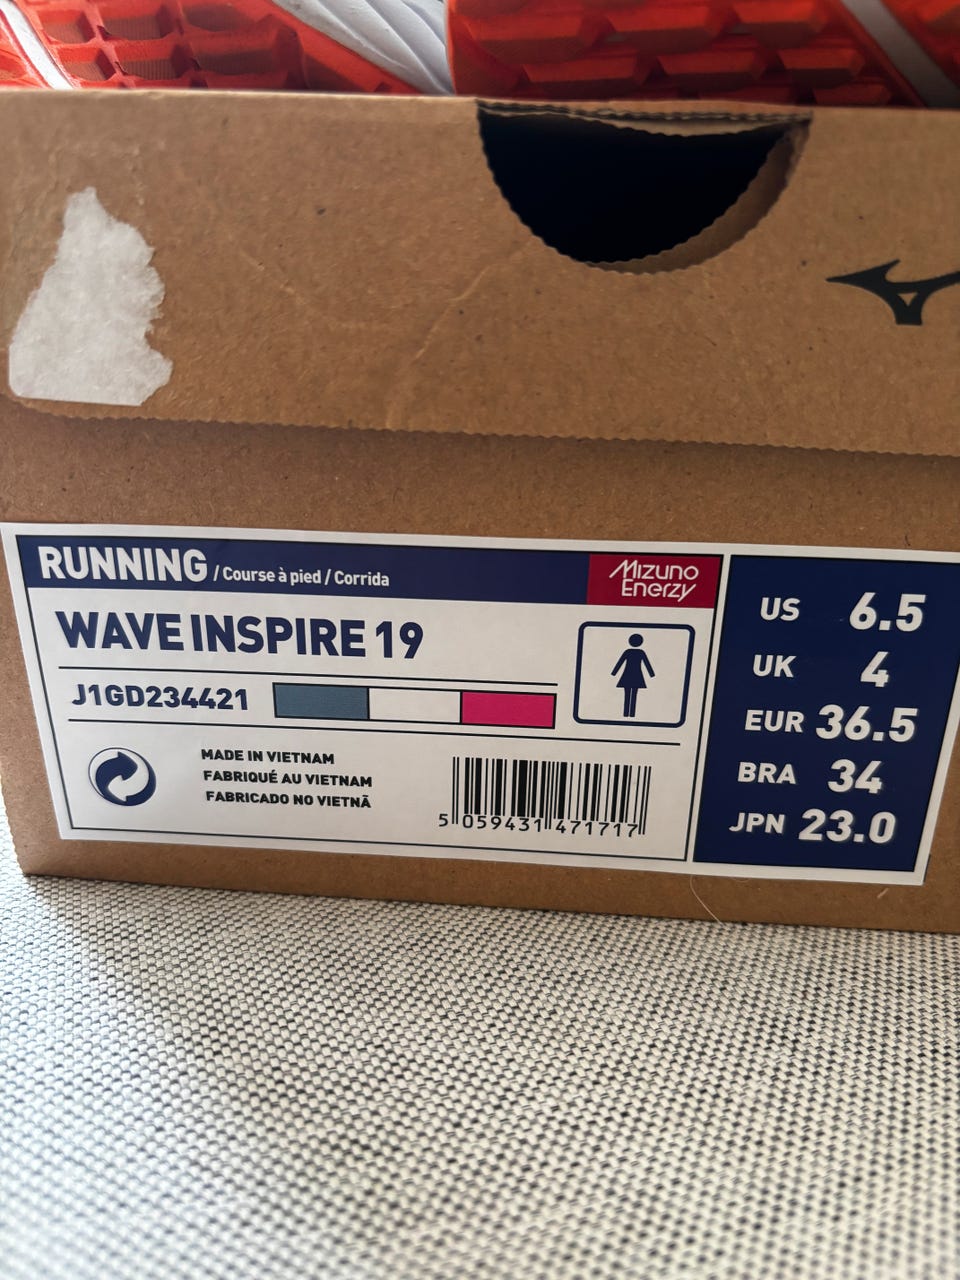 RUNNING / Course à pied / Corrida
Mizuno
Enerzy
WAVE INSPIRE 19
J1GD234421
MADE IN VIETNAM
FABRIQUÉ AU VIETNAM
FABRICADO NO VIETNÃ
5 059431 471717
US 6.5
UK 4
EUR 36.5
BRA 34
JPN 23.0